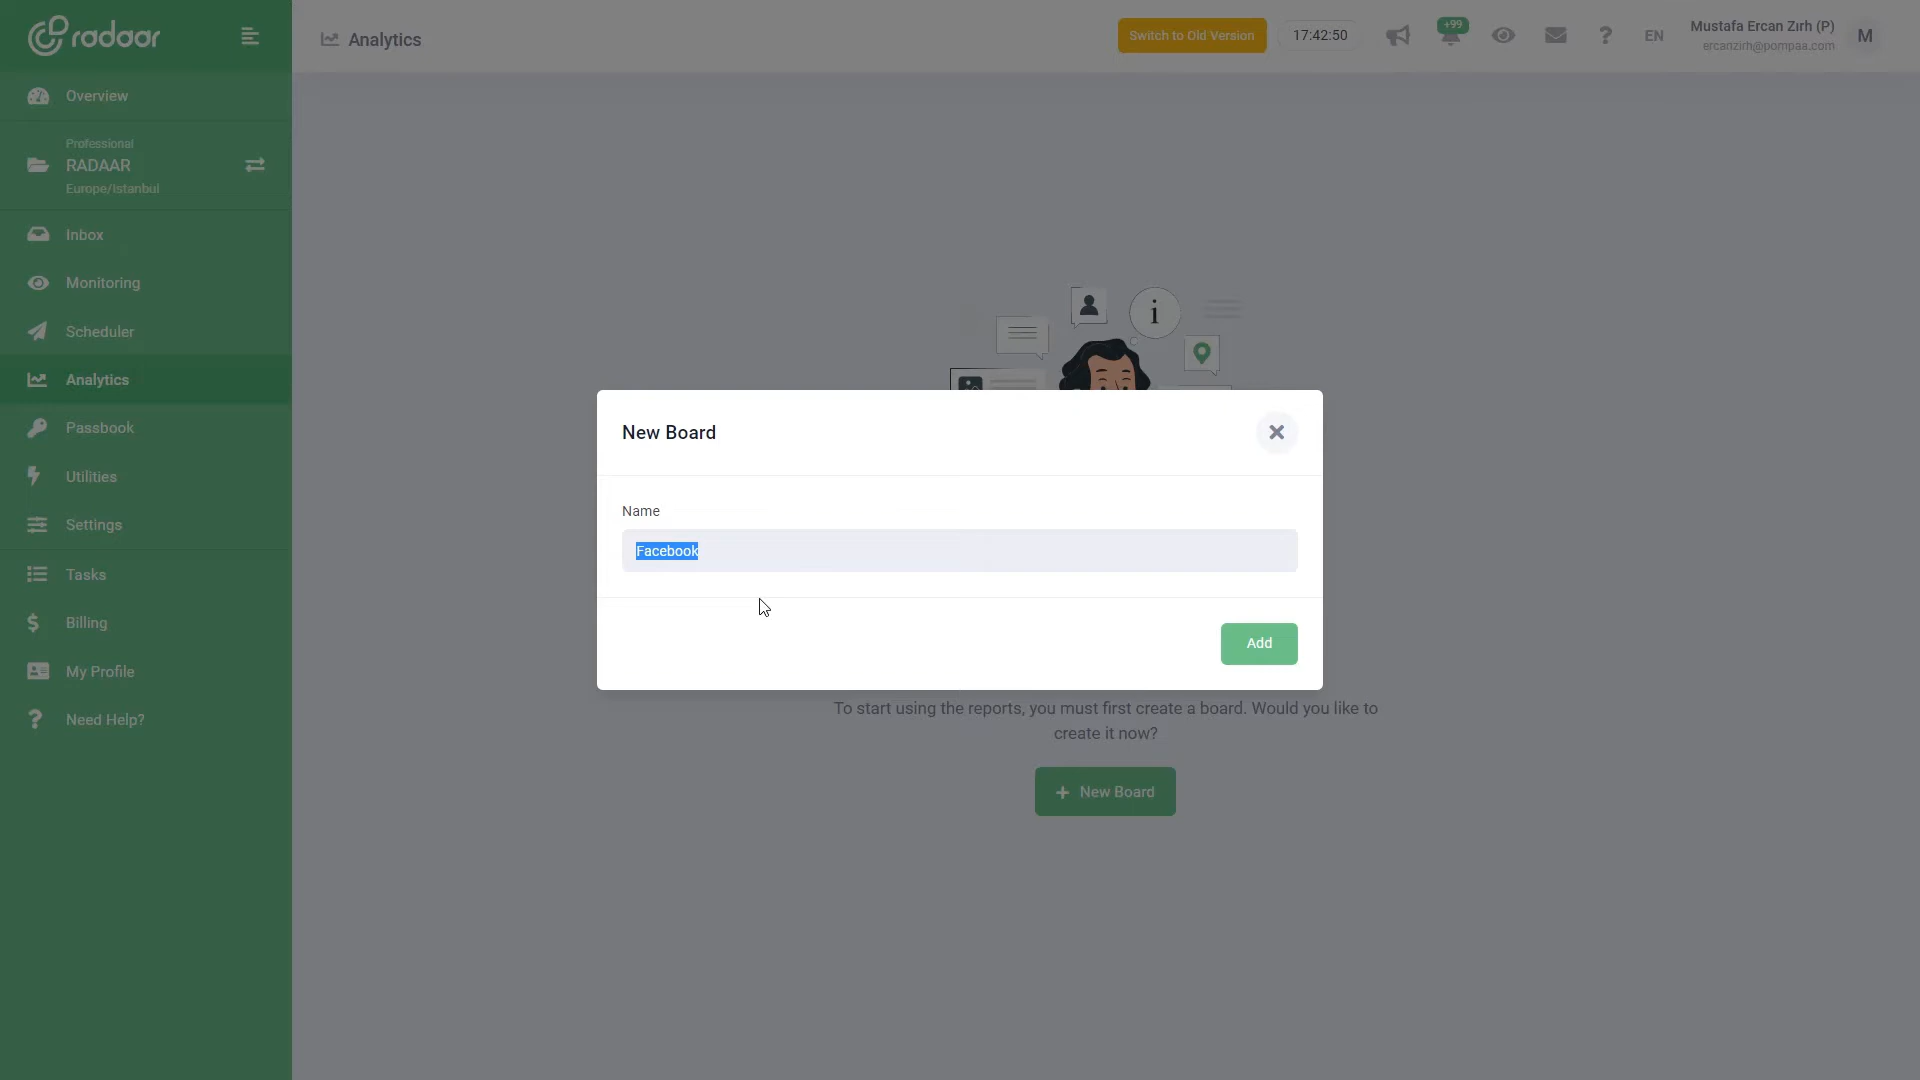 radaar
Analytics
Switch to Old Version
17:42:50
+99
EN
Mustafa Ercan Zırh (P)
ercanzirh@pompaa.com
M
Overview
Professional
RADAAR
Europe/Istanbul
Inbox
Monitoring
Scheduler
Analytics
Passbook
Utilities
Settings
Tasks
Billing
My Profile
Need Help?
New Board
Name
Facebook
Add
To start using the reports, you must first create a board. Would you like to
create it now?
New Board